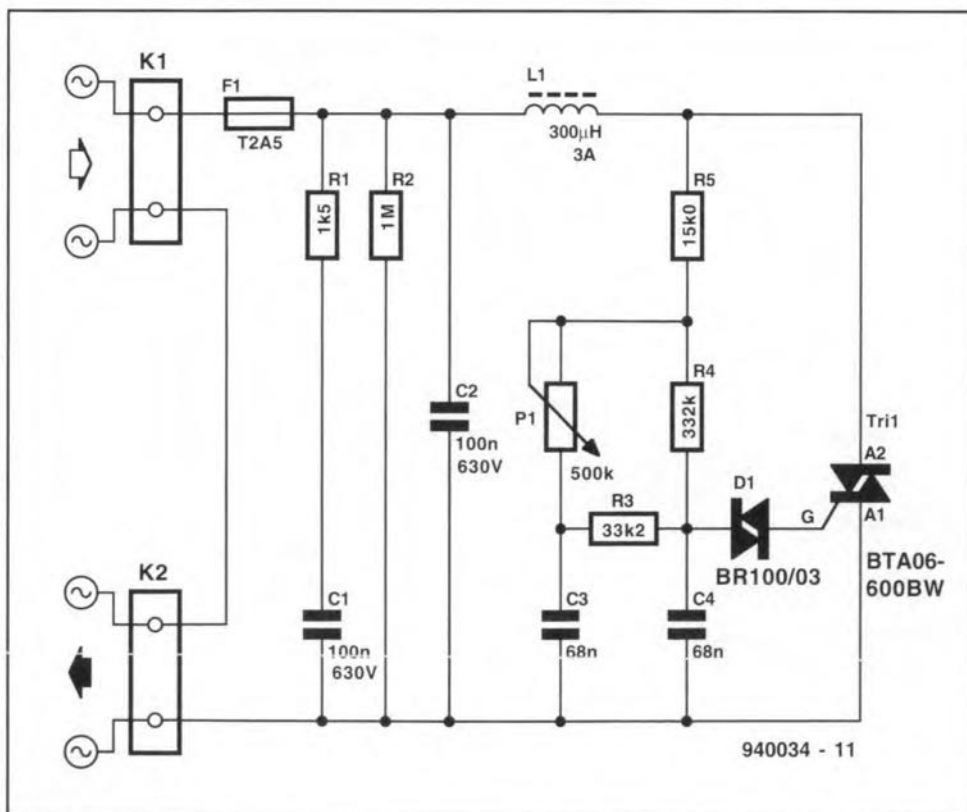 K1
F1
T2A5
L1
300µH
3A
R1
1k5
R2
1M
R5
15k0
C2
100n
630V
P1
500k
R4
332k
Tri1
A2
A1
D1
G
R3
33k2
BR100/03
BTA06-
600BW
K2
C1
100n
630V
C3
68n
C4
68n
940034 - 11